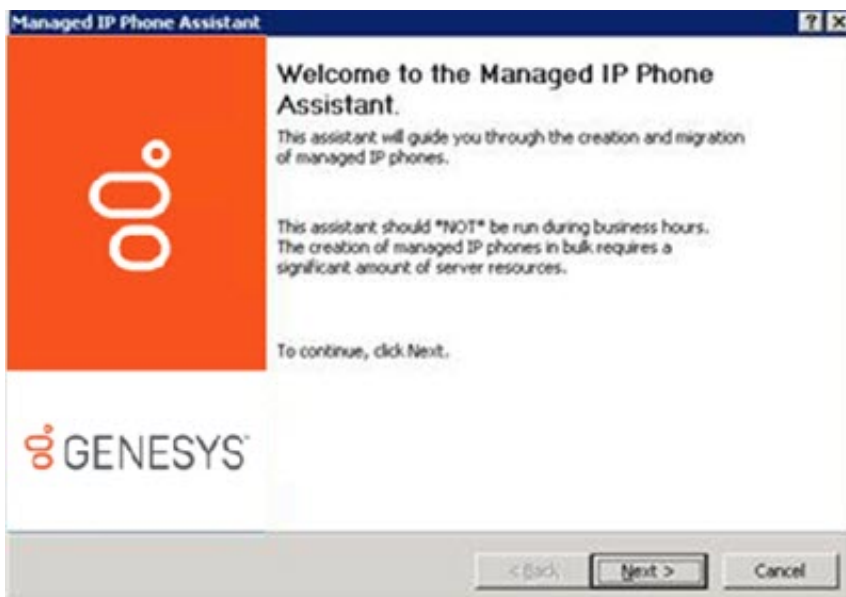 Managed IP Phone Assistant
Welcome to the Managed IP Phone
Assistant.
This assistant will guide you through the creation and migration
of managed IP phones.
This assistant should *NOT* be run during business hours.
The creation of managed IP phones in bulk requires a
significant amount of server resources.
To continue, click Next.
GENESYS
< Back
Next >
Cancel